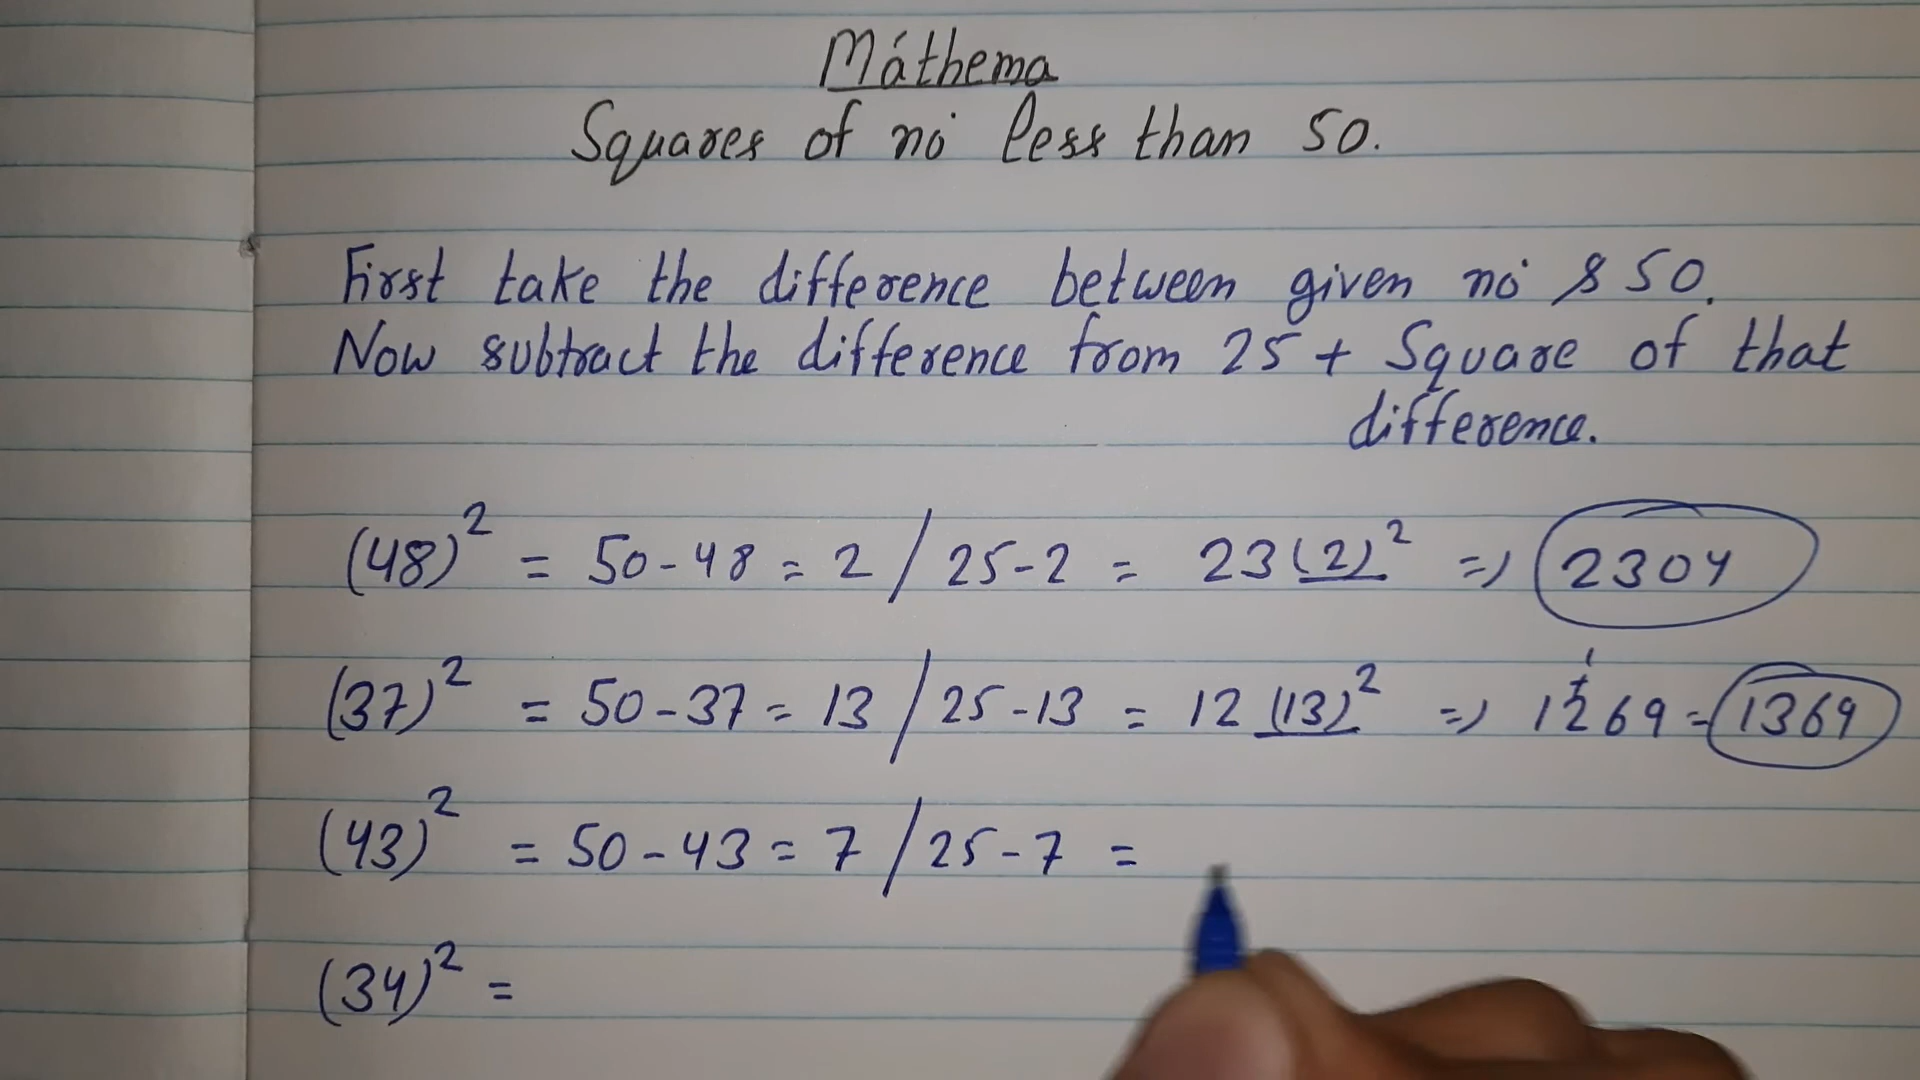 Máthema
Squares of no less than 50.
First take the difference between given no & 50.
Now subtract the difference from 25 + Square of that
difference.
(48)² = 50-48 = 2 / 25-2 = 23 (2)² => 2304
(37)² = 50-37 = 13 / 25-13 = 12 (13)² => 12¹69 = 1369
(43)² = 50-43 = 7 / 25-7 =
(34)² =